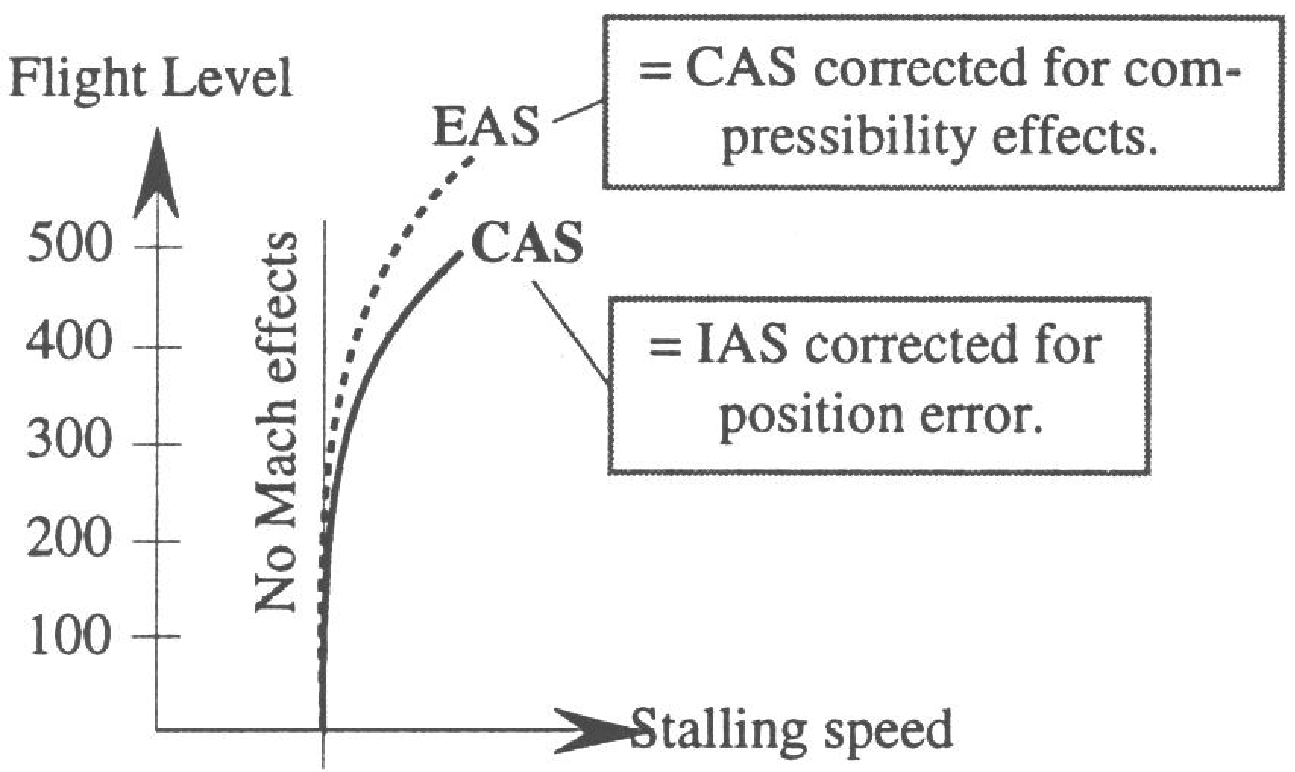 Flight Level
EAS
= CAS corrected for com-
pressibility effects.
500
400
300
200
100
No Mach effects
CAS
= IAS corrected for
position error.
Stalling speed